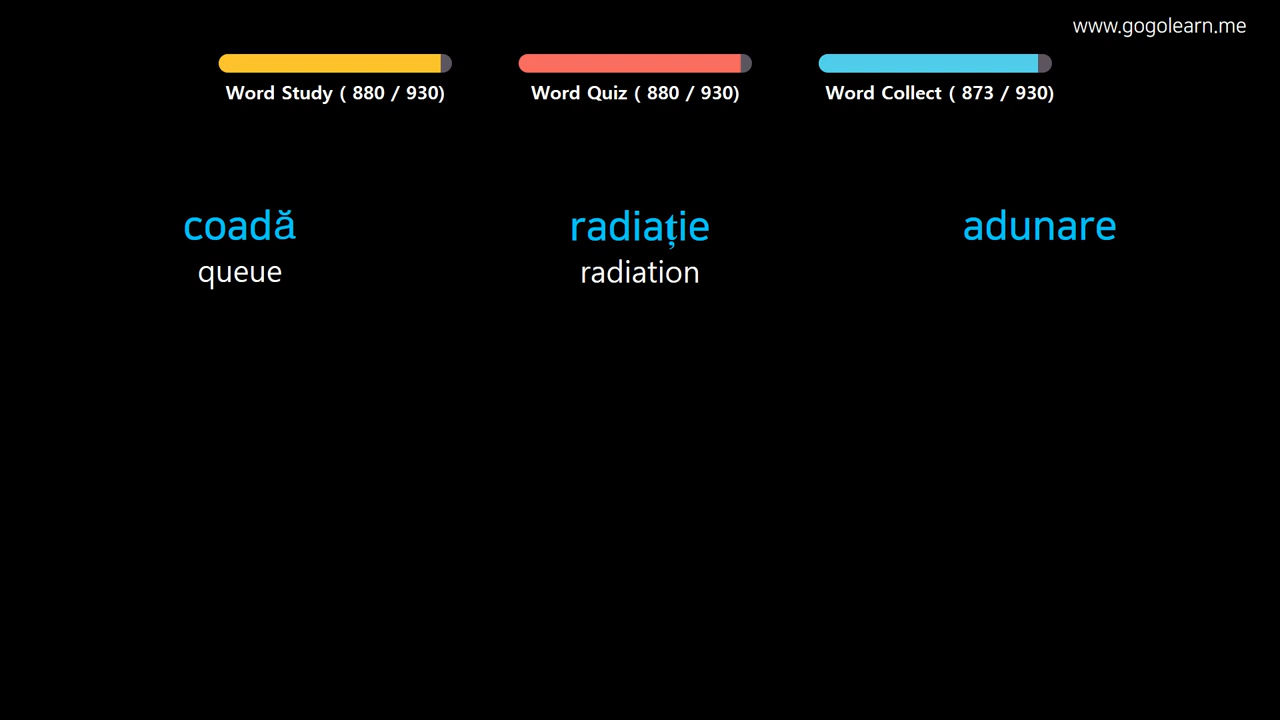 www.gogolearn.me
Word Study ( 880 / 930)
Word Quiz ( 880 / 930)
Word Collect ( 873 / 930)
coadă
queue
radiație
radiation
adunare